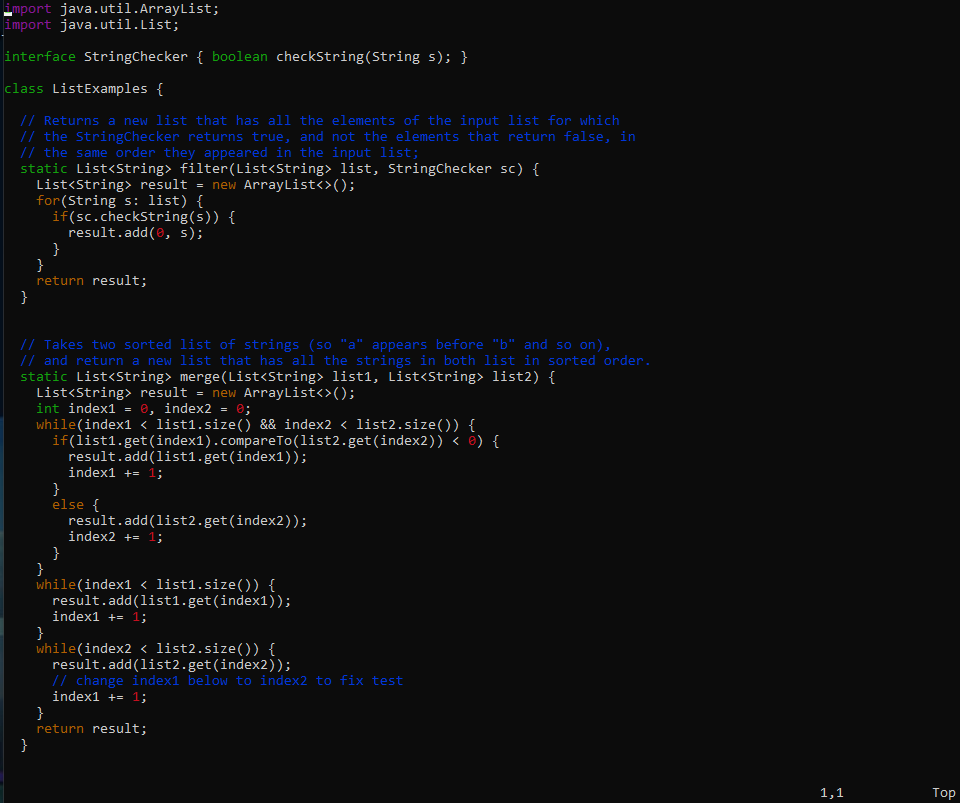 import java.util.ArrayList;
import java.util.List;

interface StringChecker { boolean checkString(String s); }

class ListExamples {

  // Returns a new list that has all the elements of the input list for which
  // the StringChecker returns true, and not the elements that return false, in
  // the same order they appeared in the input list;
  static List<String> filter(List<String> list, StringChecker sc) {
    List<String> result = new ArrayList<>();
    for(String s: list) {
      if(sc.checkString(s)) {
        result.add(0, s);
      }
    }
    return result;
  }


  // Takes two sorted list of strings (so "a" appears before "b" and so on),
  // and return a new list that has all the strings in both list in sorted order.
  static List<String> merge(List<String> list1, List<String> list2) {
    List<String> result = new ArrayList<>();
    int index1 = 0, index2 = 0;
    while(index1 < list1.size() && index2 < list2.size()) {
      if(list1.get(index1).compareTo(list2.get(index2)) < 0) {
        result.add(list1.get(index1));
        index1 += 1;
      }
      else {
        result.add(list2.get(index2));
        index2 += 1;
      }
    }
    while(index1 < list1.size()) {
      result.add(list1.get(index1));
      index1 += 1;
    }
    while(index2 < list2.size()) {
      result.add(list2.get(index2));
      // change index1 below to index2 to fix test
      index1 += 1;
    }
    return result;
  }
1,1 Top